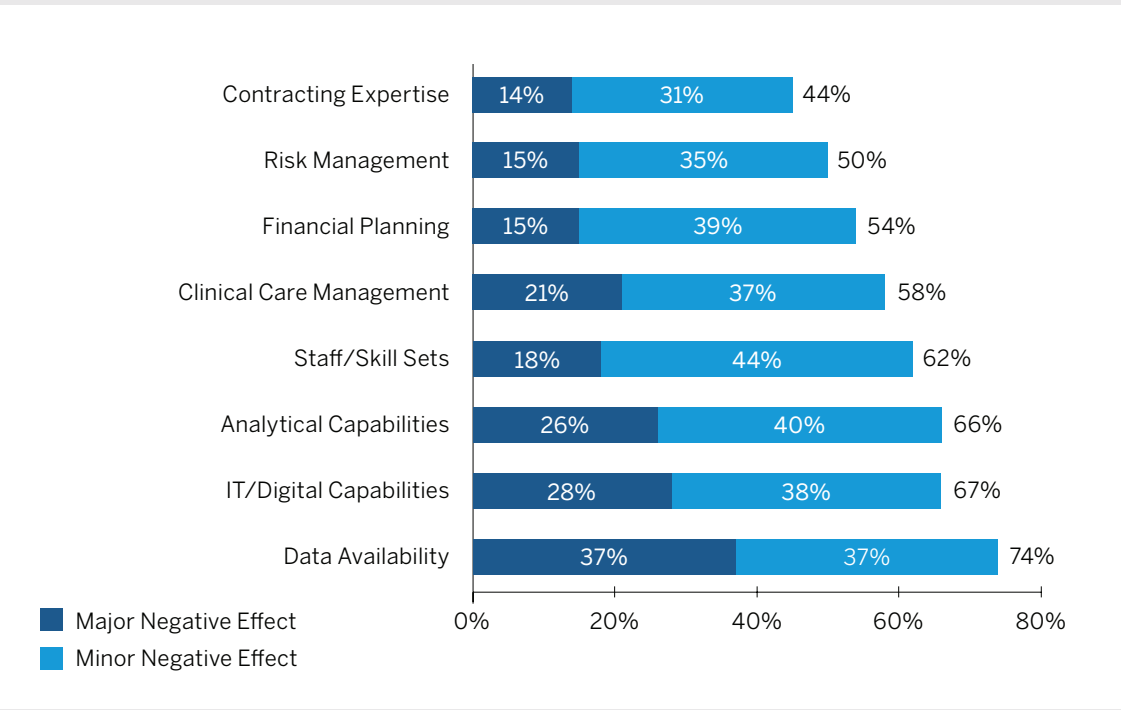 Contracting Expertise 14% 31% 44%
Risk Management 15% 35% 50%
Financial Planning 15% 39% 54%
Clinical Care Management 21% 37% 58%
Staff/Skill Sets 18% 44% 62%
Analytical Capabilities 26% 40% 66%
IT/Digital Capabilities 28% 38% 67%
Data Availability 37% 37% 74%
0% 20% 40% 60% 80%
Major Negative Effect
Minor Negative Effect